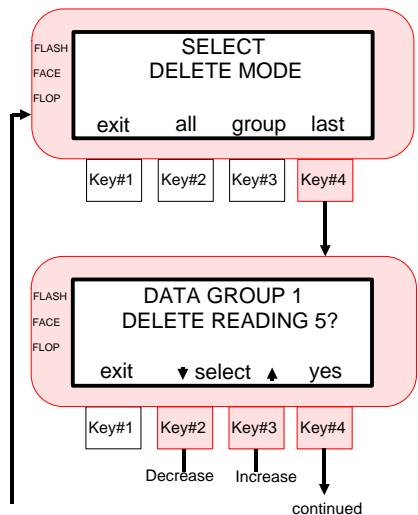 SELECT
DELETE MODE
FLASH
FACE
FLOP
exit all group last
Key#1 Key#2 Key#3 Key#4
DATA GROUP 1
DELETE READING 5?
FLASH
FACE
FLOP
exit select yes
Key#1 Key#2 Key#3 Key#4
Decrease Increase
continued